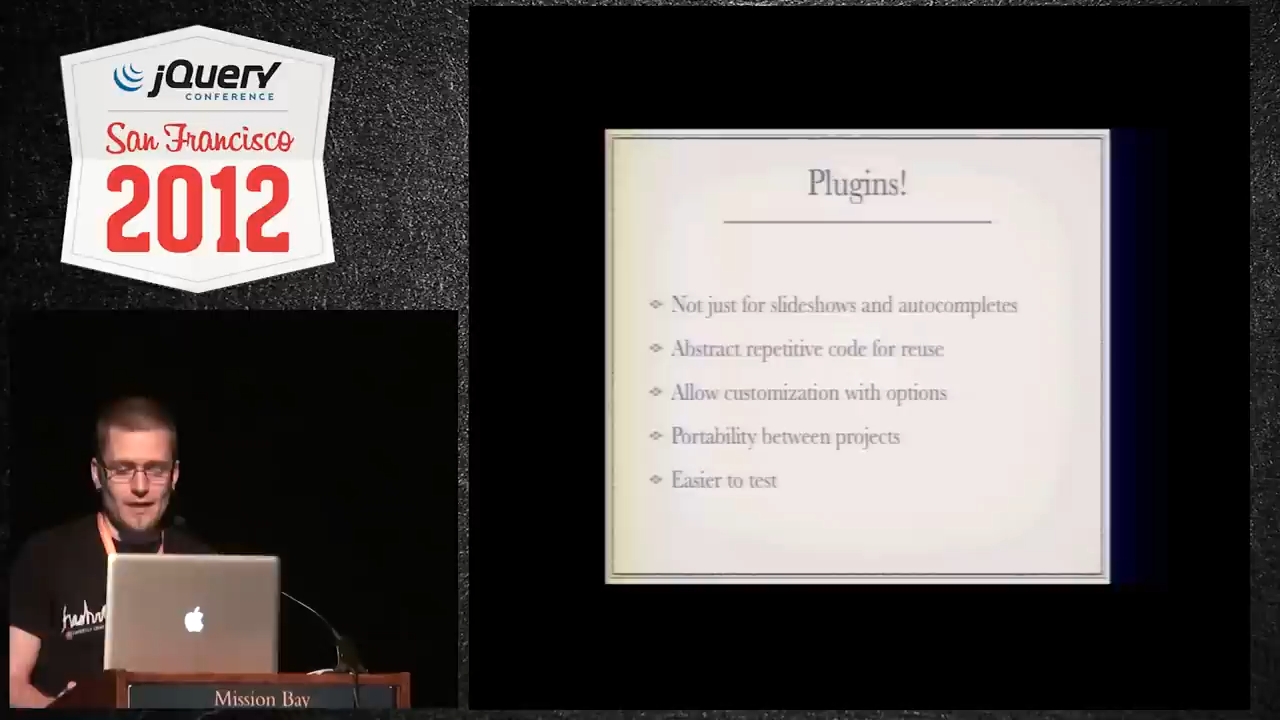 jQuery
CONFERENCE
San Francisco
2012
Plugins!
Not just for slideshows and autocompletes
Abstract repetitive code for reuse
Allow customization with options
Portability between projects
Easier to test
Mission Bay